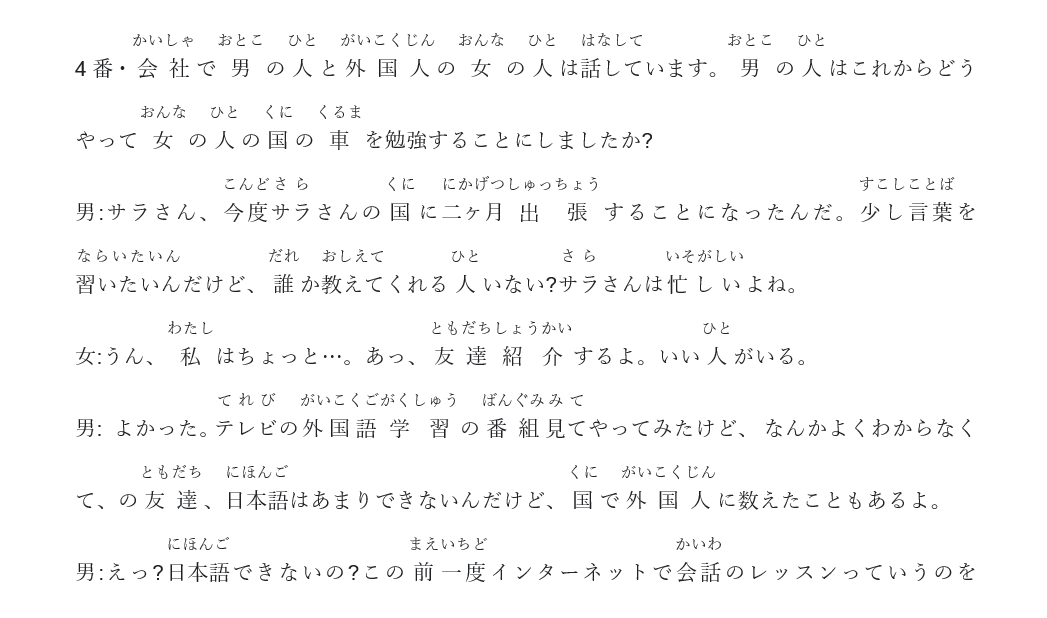 かいしゃ おとこ ひと がいこくじん おんな ひと はなして おとこ ひと
4番・会社で男の人と外国人の女の人は話しています。男の人はこれからどう
おんな ひと くに くるま
やって女の人の国の車を勉強することにしましたか?
こんどさら くに にかげつしゅっちょう すこしことば
男:サラさん、今度サラさんの国に二ヶ月出張することになったんだ。少し言葉を
ならいたいん だれ おしえて ひと さら いそがしい
習いたいんだけど、誰か教えてくれる人いない?サラさんは忙しいよね。
わたし ともだちしょうかい ひと
女:うん、私はちょっと…。あっ、友達紹介するよ。いい人がいる。
てれび がいこくごがくしゅう ばんぐみみて
男: よかった。テレビの外国語学習の番組見てやってみたけど、なんかよくわからなく
ともだち にほんご くに がいこくじん
て、の友達、日本語はあまりできないんだけど、国で外国人に数えたこともあるよ。
にほんご まえいちど かいわ
男:えっ?日本語できないの?この前一度インターネットで会話のレッスンっていうのを